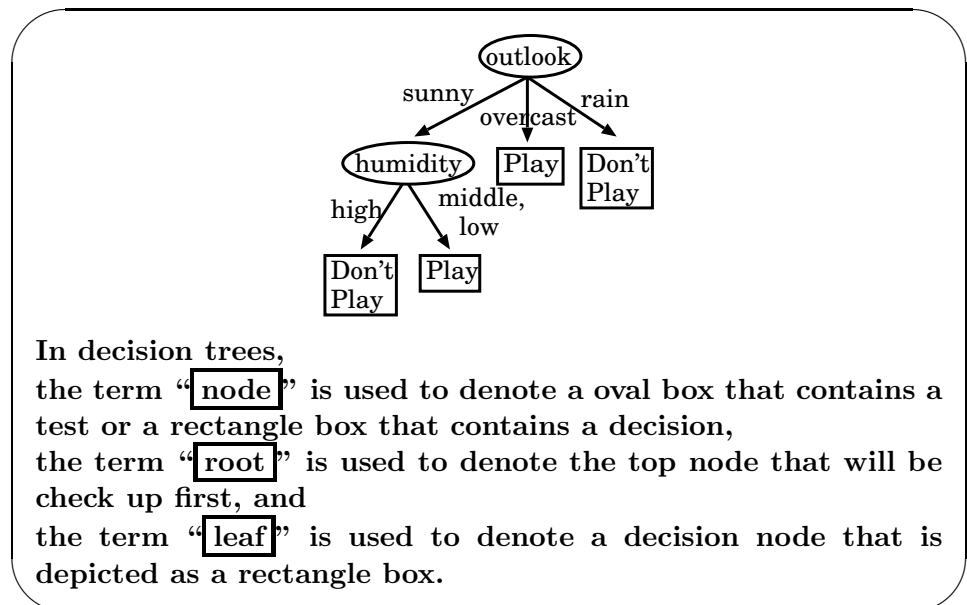 outlook
sunny
overcast
rain
humidity
Play
Don't
Play
high
middle,
low
Don't
Play
Play
In decision trees,
the term “node” is used to denote a oval box that contains a
test or a rectangle box that contains a decision,
the term “root” is used to denote the top node that will be
check up first, and
the term “leaf” is used to denote a decision node that is
depicted as a rectangle box.